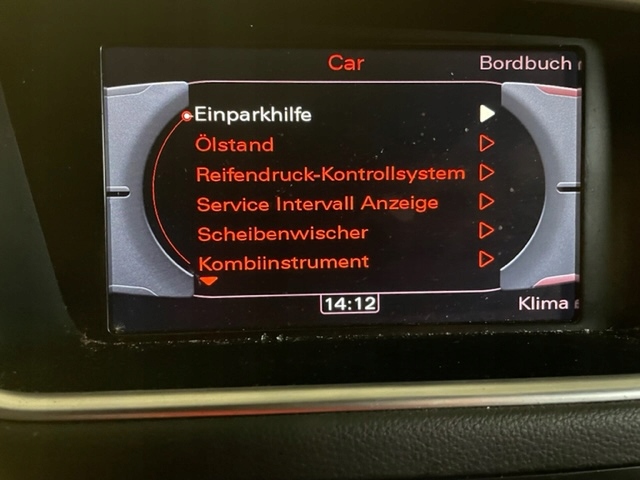 Car
Bordbuch
Einparkhilfe
Ölstand
Reifendruck-Kontrollsystem
Service Intervall Anzeige
Scheibenwischer
Kombiinstrument
14:12
Klima